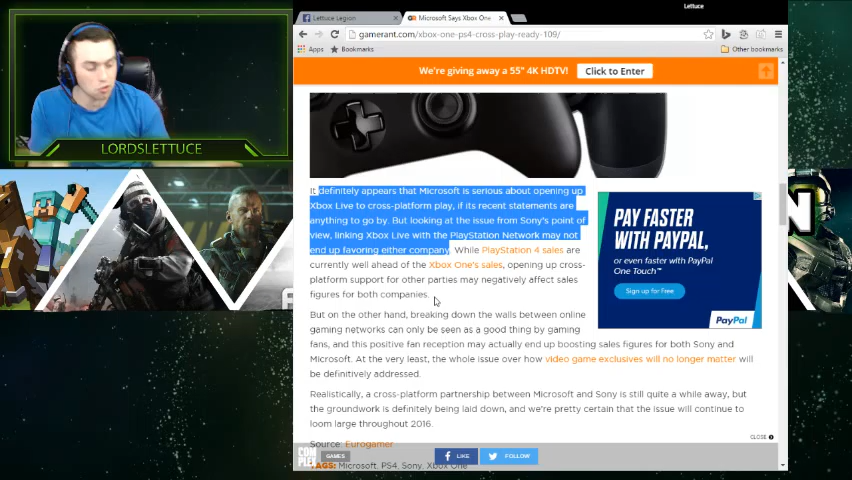 Lettuce
Lettuce Legion
Microsoft Says Xbox One
gamerant.com/xbox-one-ps4-cross-play-ready-109/
Apps
Bookmarks
Other bookmarks
We're giving away a 55" 4K HDTV!
Click to Enter
LORDSLETTUCE
It definitely appears that Microsoft is serious about opening up
Xbox Live to cross-platform play, if its recent statements are
anything to go by. But looking at the issue from Sony's point of
view, linking Xbox Live with the PlayStation Network may not
end up favoring either company. While PlayStation 4 sales are
currently well ahead of the Xbox One's sales, opening up cross-
platform support for other parties may negatively affect sales
figures for both companies.
PAY FASTER
WITH PAYPAL,
or even faster with PayPal
One Touch™
Sign up for Free
PayPal
But on the other hand, breaking down the walls between online
gaming networks can only be seen as a good thing by gaming
fans, and this positive fan reception may actually end up boosting sales figures for both Sony and
Microsoft. At the very least, the whole issue over how video game exclusives will no longer matter will
be definitively addressed.
Realistically, a cross-platform partnership between Microsoft and Sony is still quite a while away, but
the groundwork is definitely being laid down, and we're pretty certain that the issue will continue to
loom large throughout 2016.
CLOSE
Source: Eurogamer
COM
PLEX
GAMES
LIKE
FOLLOW
TAGS: Microsoft, PS4, Sony, Xbox One